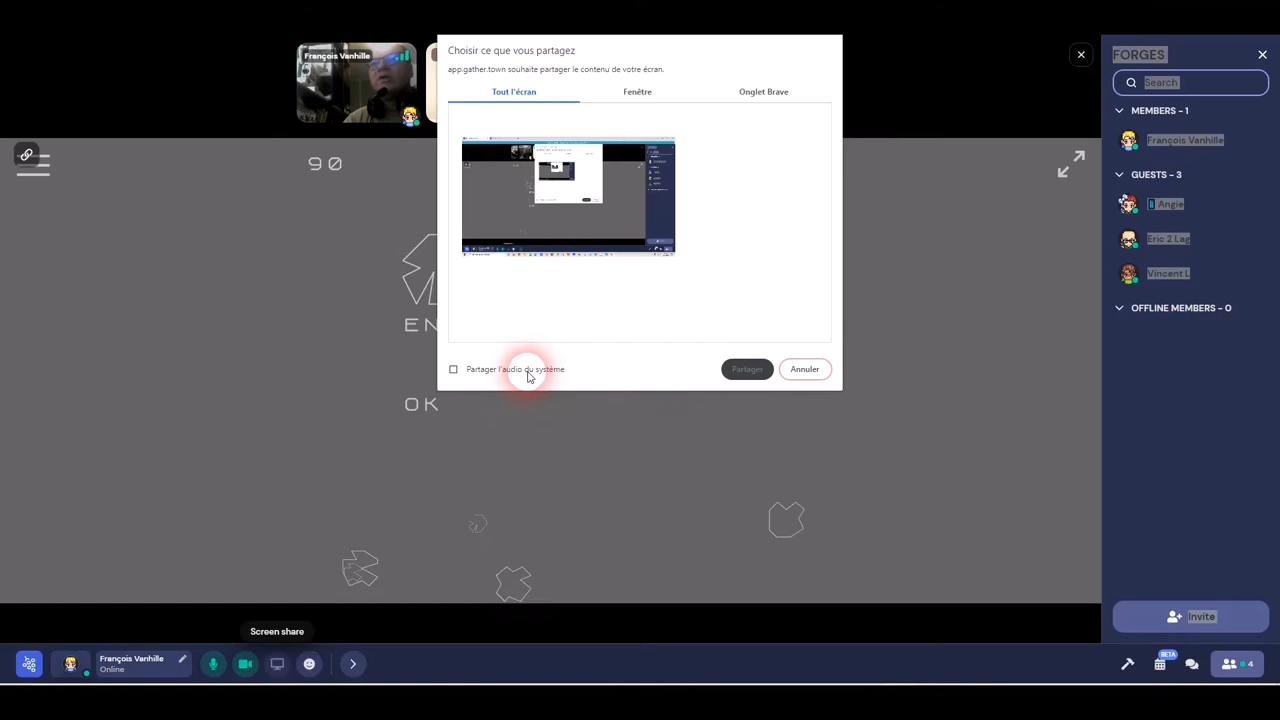 Choisir ce que vous partagez
app.gather.town souhaite partager le contenu de votre écran.
Tout l'écran
Fenêtre
Onglet Brave
Partager l'audio du système
Partager
Annuler
François Vanhille
90
EN
OK
Screen share
François Vanhille
Online
FORGES
Search
MEMBERS - 1
François Vanhille
GUESTS - 3
Angie
Eric 2 Lag
Vincent L
OFFLINE MEMBERS - 0
Invite
BETA
4